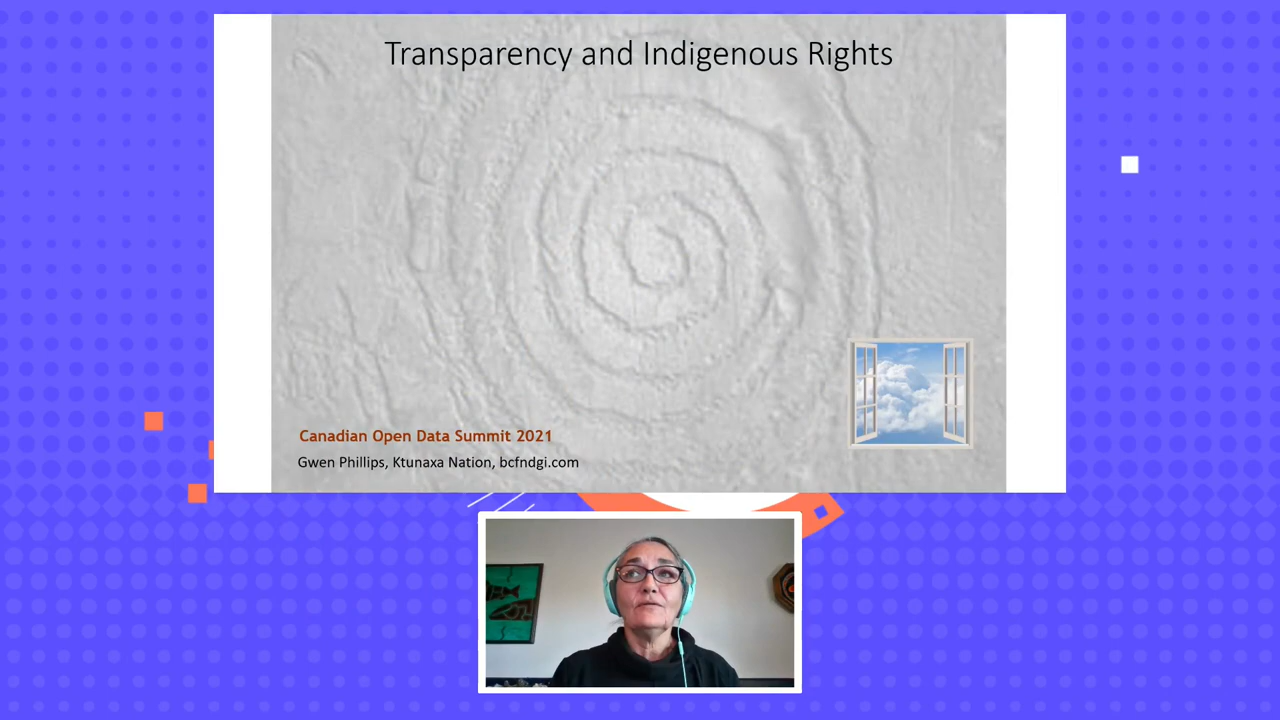 Transparency and Indigenous Rights
Canadian Open Data Summit 2021
Gwen Phillips, Ktunaxa Nation, bcfndgi.com